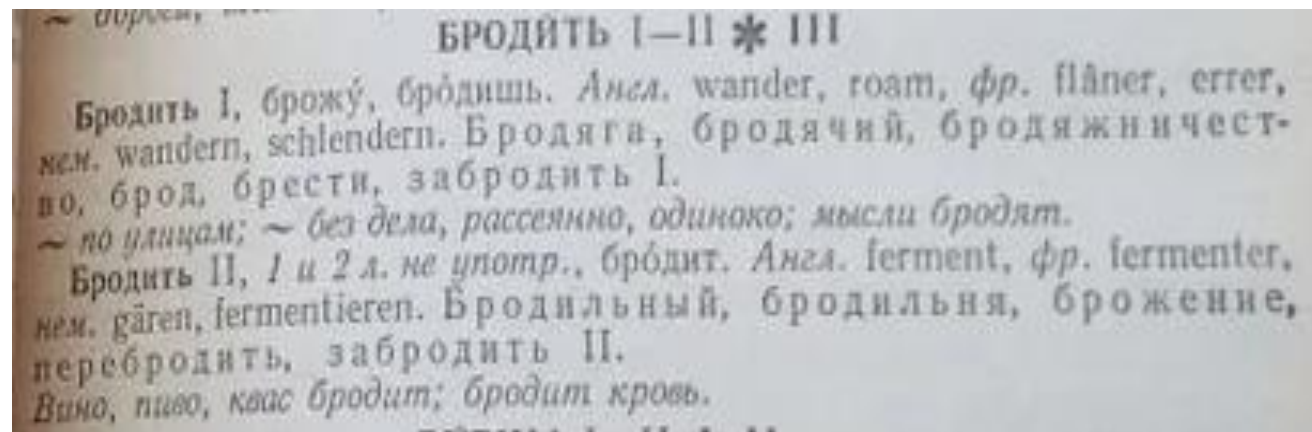 БРОДИ́ТЬ I—II ✱ III
Бродить I, брожу́, бро́дишь. Англ. wander, roam, фр. flâner, errer,
нем. wandern, schlendern. Бродяга, бродячий, бродяжничест-
во, брод, брести, забродить I.
~ по улицам; ~ без дела, рассеянно, одиноко; мысли бродят.
Бродить II, 1 и 2 л. не употр., бро́дит. Англ. ferment, фр. fermenter,
нем. gären, fermentieren. Бродильный, бродильня, брожение,
перебродить, забродить II.
Вино, пиво, квас бродит; бродит кровь.